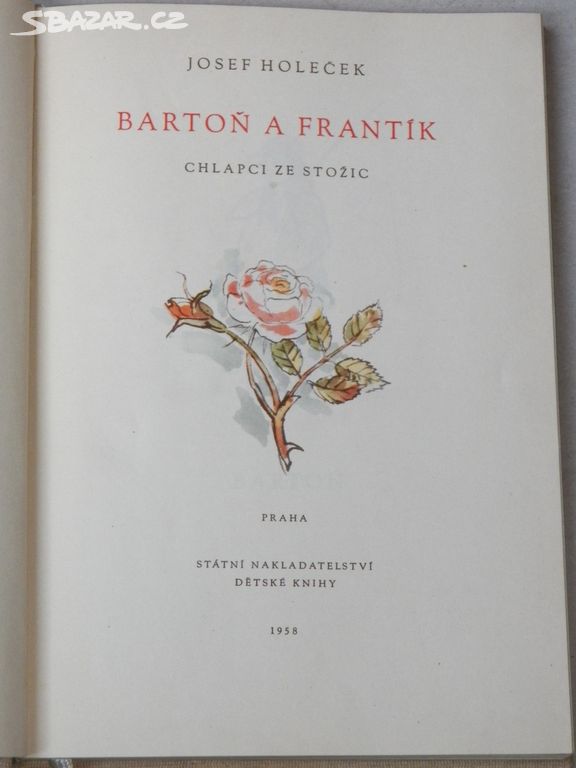 SBAZAR.CZ
JOSEF HOLEČEK
BARTOŇ A FRANTÍK
CHLAPCI ZE STOŽIC
PRAHA
STÁTNÍ NAKLADATELSTVÍ
DĚTSKÉ KNIHY
1958